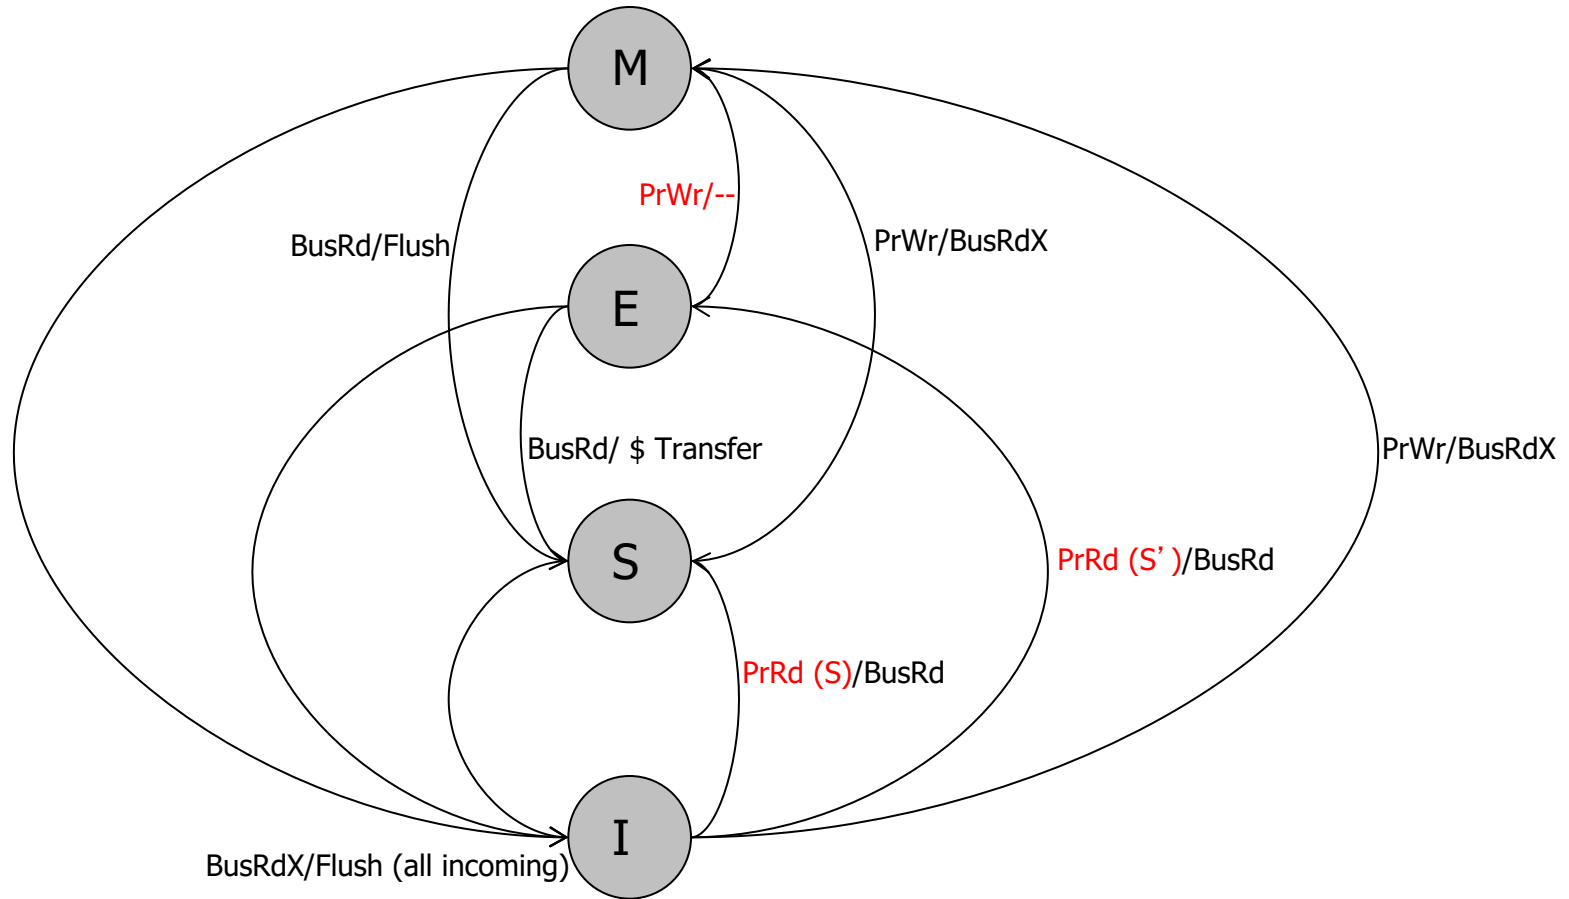 M
PrWr/--
BusRd/Flush
PrWr/BusRdX
E
BusRd/ $ Transfer
PrWr/BusRdX
S
PrRd (S’)/BusRd
PrRd (S)/BusRd
I
BusRdX/Flush (all incoming)